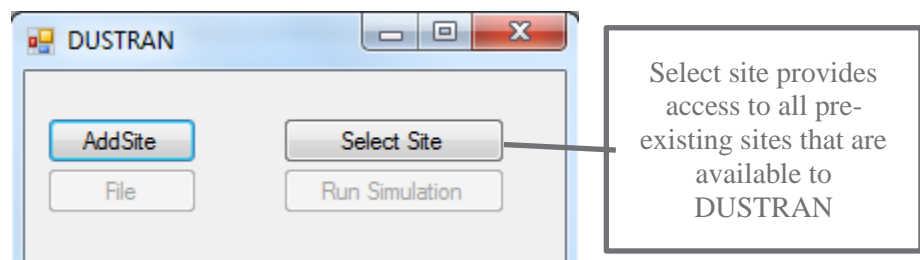 DUSTRAN
AddSite
Select Site
File
Run Simulation
Select site provides
access to all pre-
existing sites that are
available to
DUSTRAN